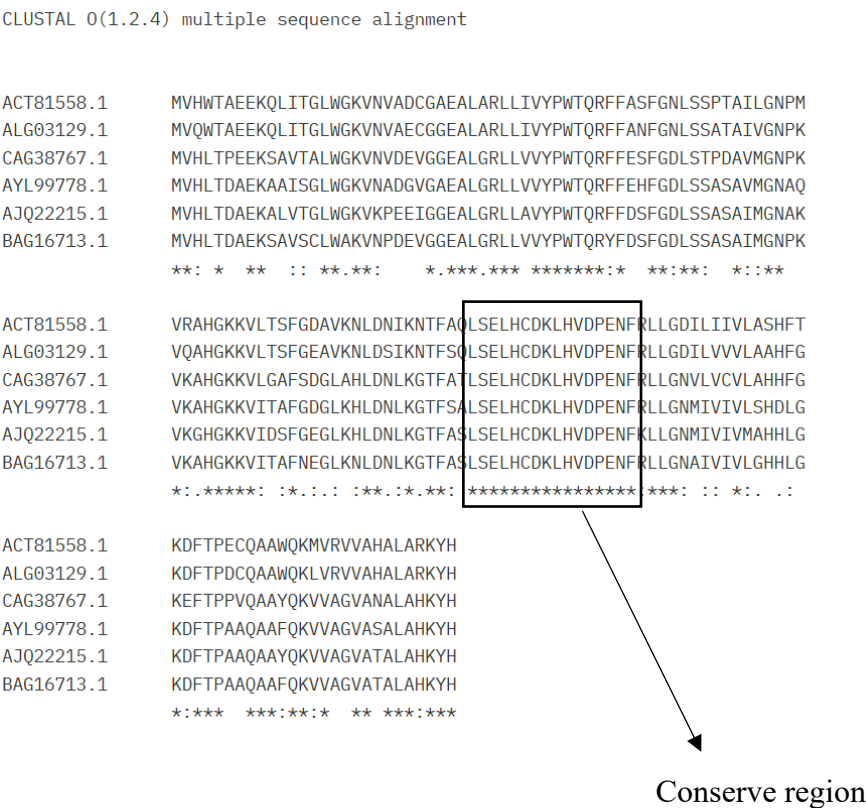 CLUSTAL O(1.2.4) multiple sequence alignment
ACT81558.1 MVHWTAEEKQLITGLWGKVNVADCGAEALARLLIVYPWTQRFFASFGNLSSPTAILGNPM
ALG03129.1 MVQWTAEEKQLITGLWGKVNVAECGGEALARLLIVYPWTQRFFANFGNLSSATAIVGNPK
CAG38767.1 MVHLTPEEKSAVTALWGKVNVDEVGGEALGRLLVVYPWTQRFFESFGDLSTPDAVMGNPK
AYL99778.1 MVHLTDAEKAAISGLWGKVNADGVGAEALGRLLVVYPWTQRFFEHFGDLSSASAVMGNAQ
AJQ22215.1 MVHLTDAEKALVTGLWGKVKPEEIGGEALGRLLAVYPWTQRFFDSFGDLSSASAIMGNAK
BAG16713.1 MVHLTDAEKSAVSCLWAKVNPDEVGGEALGRLLVVYPWTQRYFDSFGDLSSASAIMGNPK
**: *  **  :: **.**:    *.***.*** *******:*  **:**:  *::**
ACT81558.1 VRAHGKKVLTSFGDAVKNLDNIKNTFAQLSELHCDKLHVDPENFRLLGDILIIVLASHFT
ALG03129.1 VQAHGKKVLTSFGEAVKNLDSIKNTFSQLSELHCDKLHVDPENFRLLGDILVVVLAAHFG
CAG38767.1 VKAHGKKVLGAFSDGLAHLDNLKGTFATLSELHCDKLHVDPENFRLLGNVLVCVLAHHFG
AYL99778.1 VKAHGKKVITAFGDGLKHLDNLKGTFSALSELHCDKLHVDPENFRLLGNMIVIVLSHDLG
AJQ22215.1 VKGHGKKVIDSFGEGLKHLDNLKGTFASLSELHCDKLHVDPENFKLLGNMIVIVMAHHLG
BAG16713.1 VKAHGKKVITAFNEGLKNLDNLKGTFASLSELHCDKLHVDPENFRLLGNAIVIVLGHHLG
*:.*****: :*.:.: :**.:*.**: ****************:***: :: *:. .:
ACT81558.1 KDFTPECQAAWQKMVRVVAHALARKYH
ALG03129.1 KDFTPDCQAAWQKLVRVVAHALARKYH
CAG38767.1 KEFTPPVQAAYQKVVAGVANALAHKYH
AYL99778.1 KDFTPAAQAAFQKVVAGVASALAHKYH
AJQ22215.1 KDFTPAAQAAYQKVVAGVATALAHKYH
BAG16713.1 KDFTPAAQAAFQKVVAGVATALAHKYH
*:***  ***:**:*  ** ***:***
Conserve region